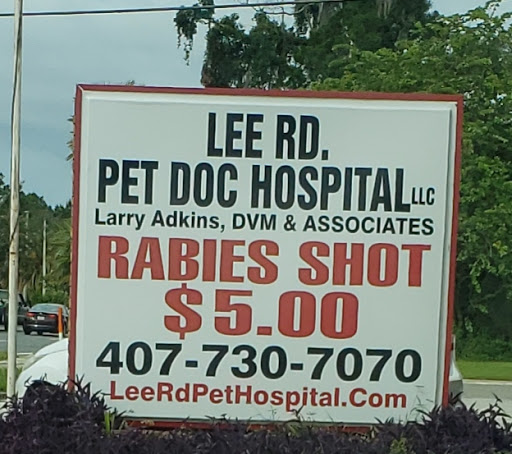 LEE RD.
PET DOC HOSPITAL LLC
Larry Adkins, DVM & ASSOCIATES
RABIES SHOT
$5.00
407-730-7070
LeeRdPetHospital.Com